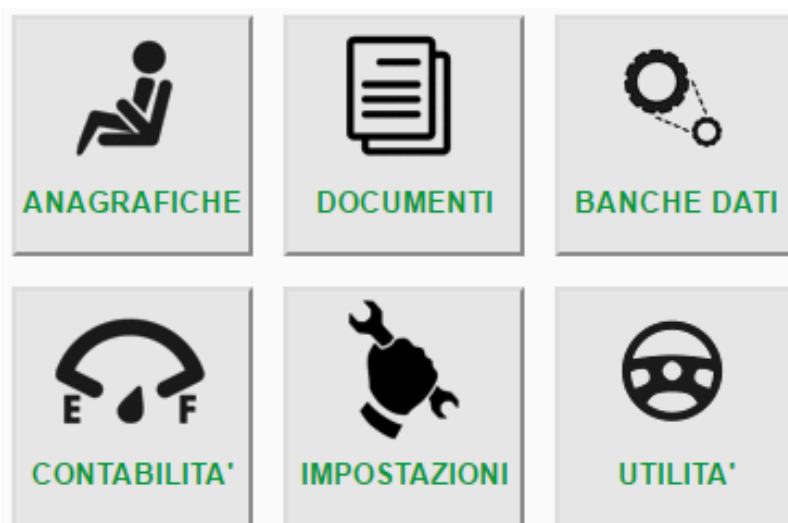 ANAGRAFICHE
DOCUMENTI
BANCHE DATI
E F
CONTABILITA'
IMPOSTAZIONI
UTILITA'